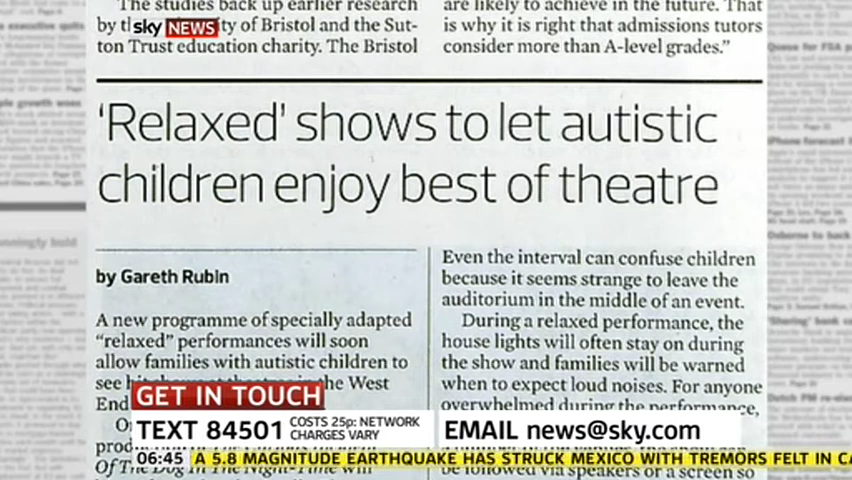 The studies back up earlier research
by t
sky NEWS
ty of Bristol and the Sut-
ton Trust education charity. The Bristol
are likely to achieve in the future. That
is why it is right that admissions tutors
consider more than A-level grades.”
‘Relaxed’ shows to let autistic
children enjoy best of theatre
by Gareth Rubin
A new programme of specially adapted
“relaxed” performances will soon
allow families with autistic children to
see
the West
End
Of The Dog In The Night-Time will
Even the interval can confuse children
because it seems strange to leave the
auditorium in the middle of an event.
During a relaxed performance, the
house lights will often stay on during
the show and families will be warned
when to expect loud noises. For anyone
overwhelmed during the performance,
be followed via speakers or a screen so
GET IN TOUCH
TEXT 84501 COSTS 25p: NETWORK
CHARGES VARY
EMAIL news@sky.com
06:45 A 5.8 MAGNITUDE EARTHQUAKE HAS STRUCK MEXICO WITH TREMORS FELT IN CA